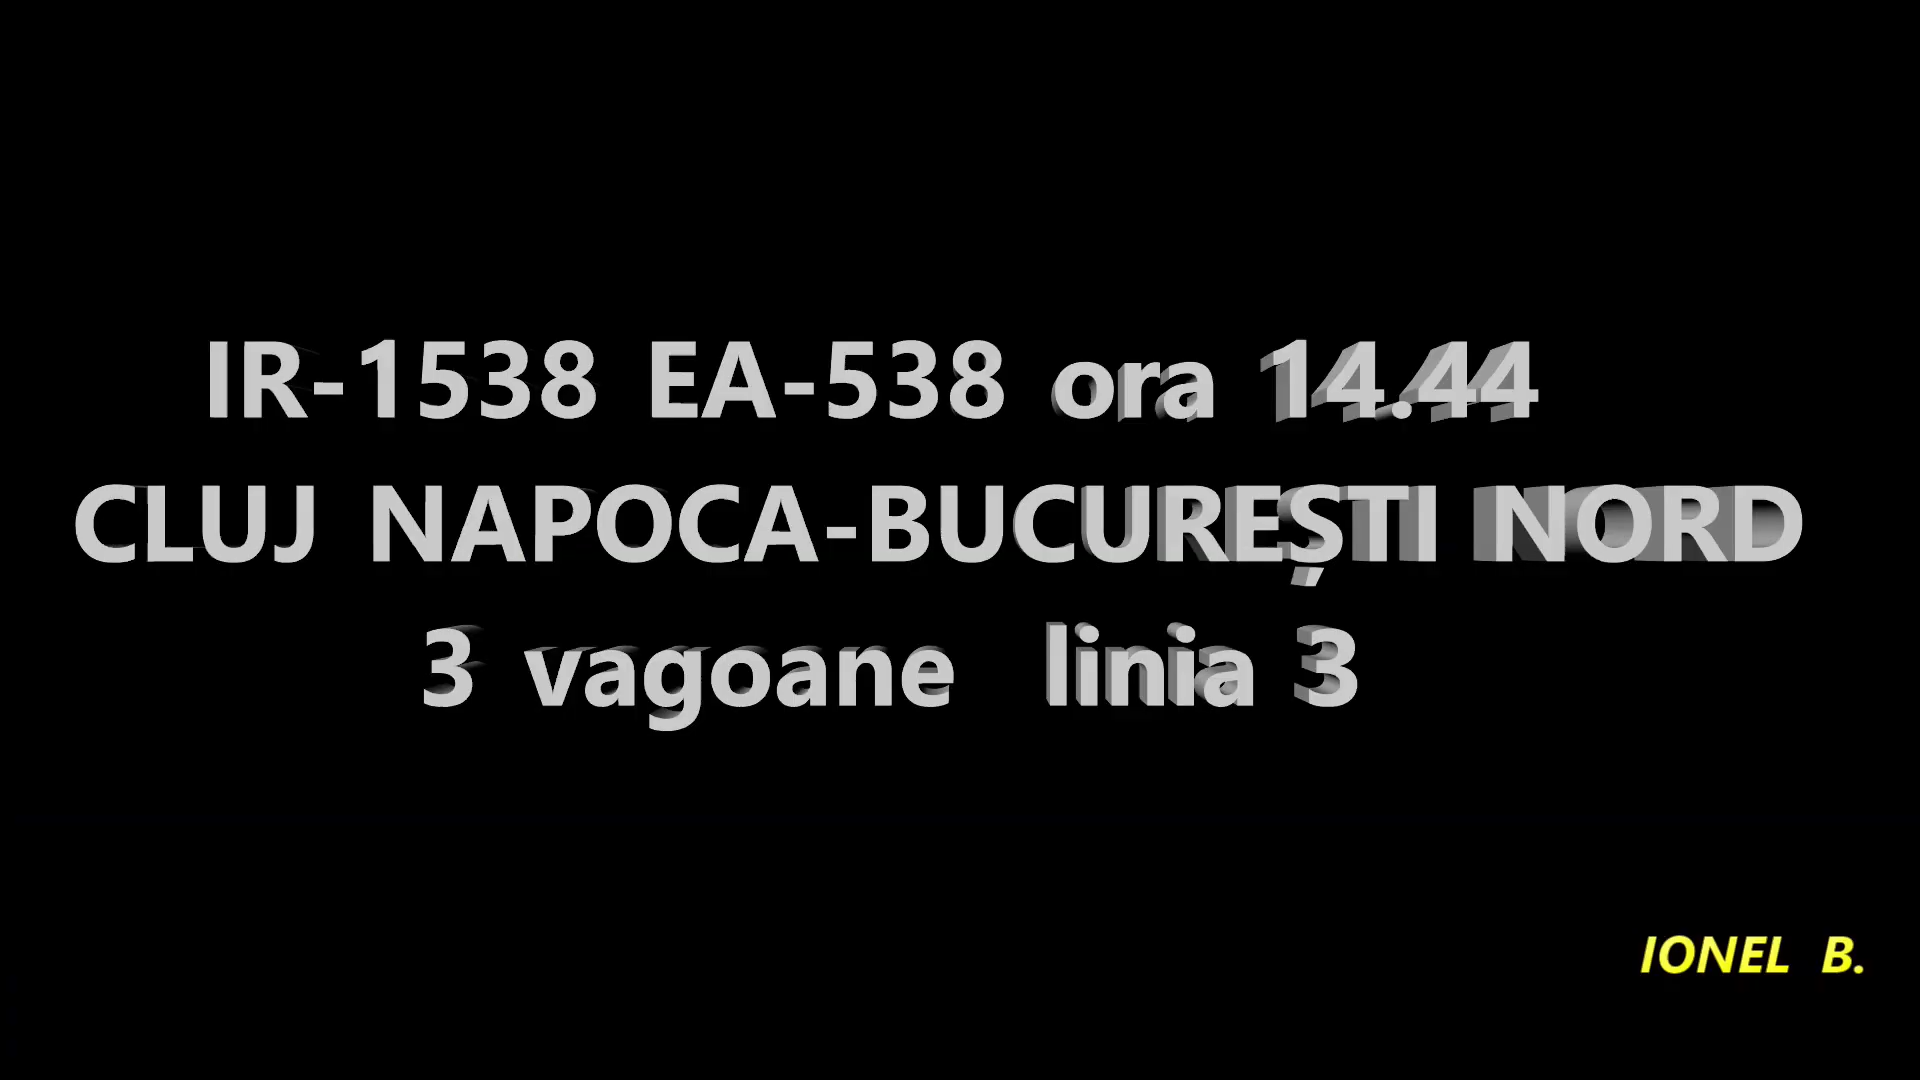 IR-1538 EA-538 ora 14.44
CLUJ NAPOCA-BUCUREȘTI NORD
3 vagoane linia 3
IONEL B.